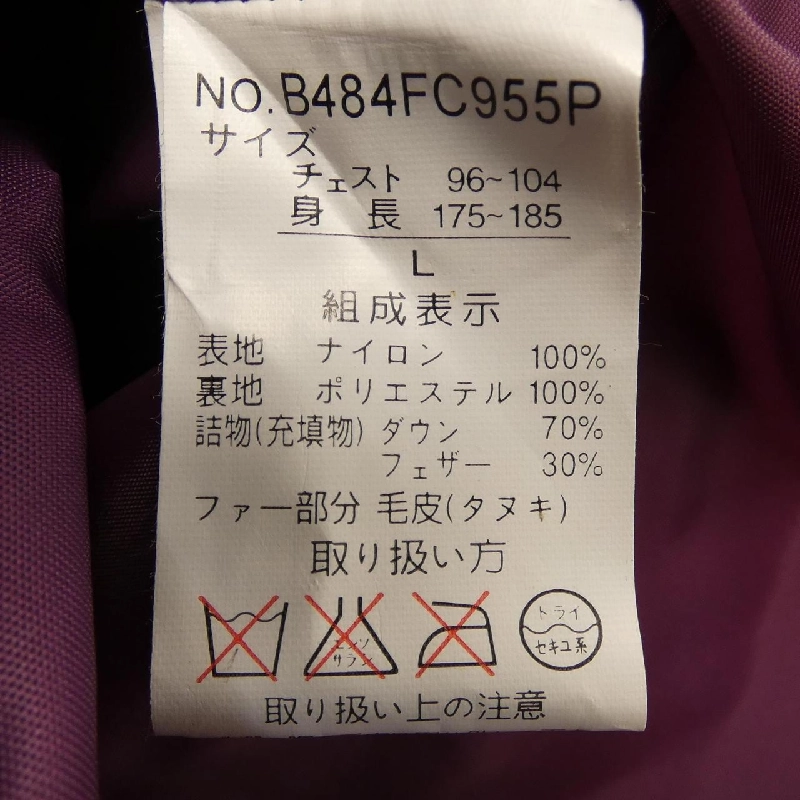 NO.B484FC955P
サイズ
チェスト 96~104
身長 175~185
L
組成表示
表地 ナイロン 100%
裏地 ポリエステル 100%
詰物(充填物) ダウン 70%
フェザー 30%
ファー部分 毛皮(タヌキ)
取り扱い方
エンソ
サラシ
ドライ
セキユ系
取り扱い上の注意